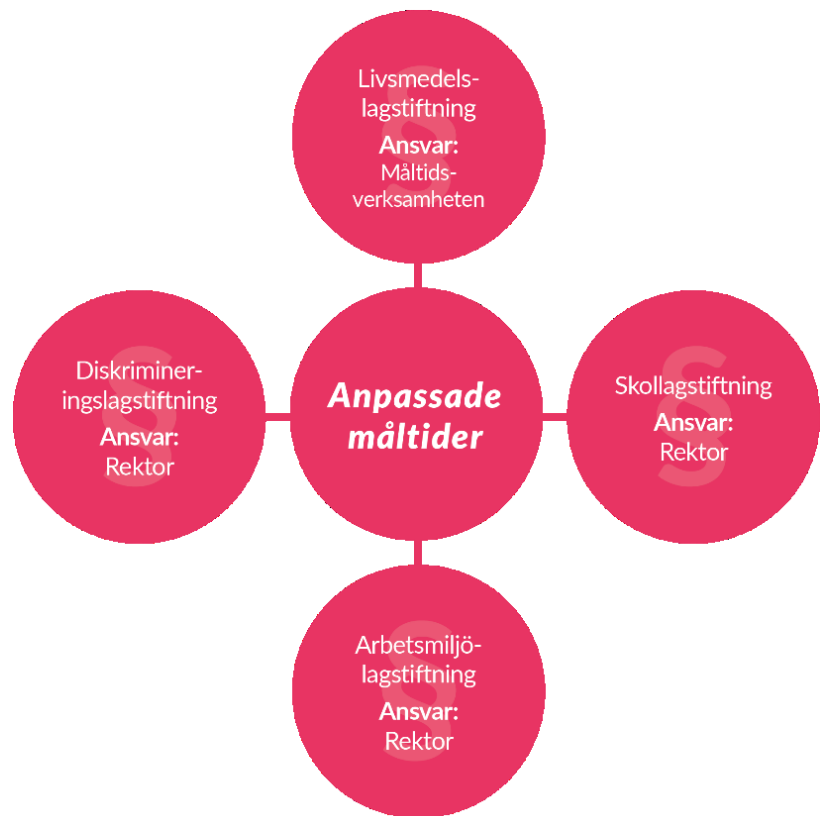 Livsmedels-
lagstiftning
Ansvar:
Måltids-
verksamheten
Diskriminer-
ingslagstiftning
Ansvar:
Rektor
Anpassade
måltider
Skollagstiftning
Ansvar:
Rektor
Arbetsmiljö-
lagstiftning
Ansvar:
Rektor